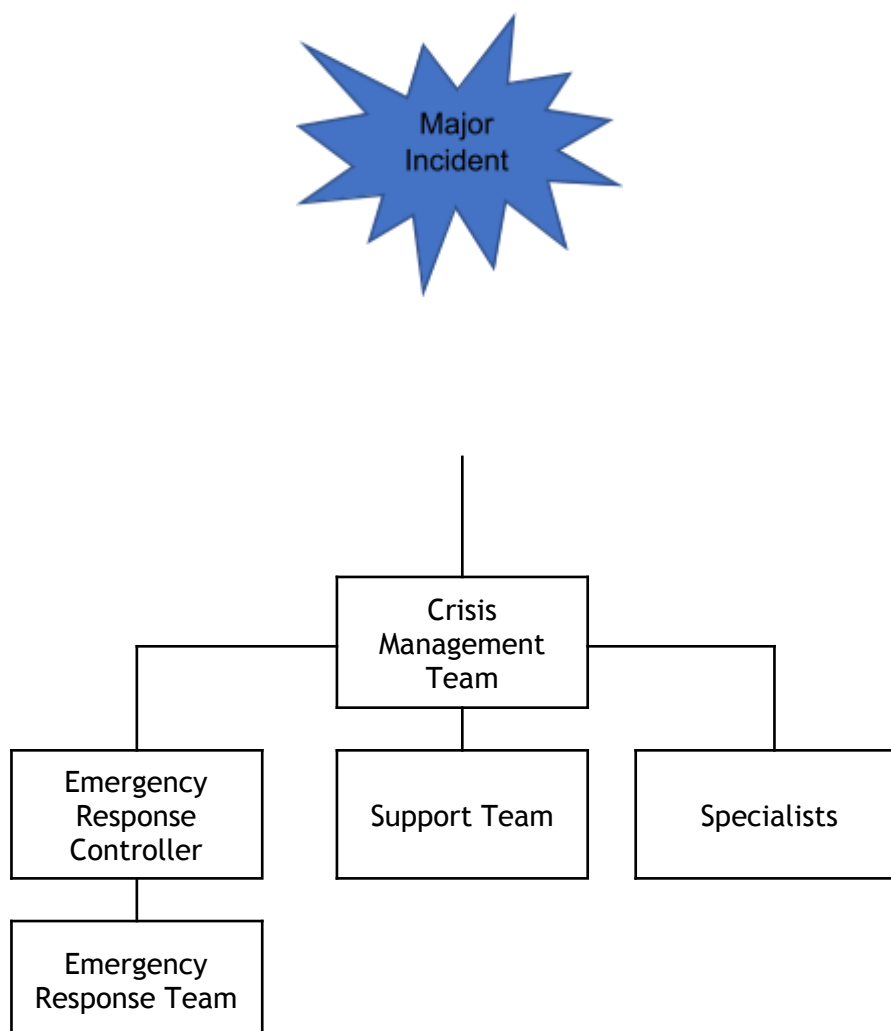 Major
Incident
Crisis
Management
Team
Emergency
Response
Controller
Support Team
Specialists
Emergency
Response Team